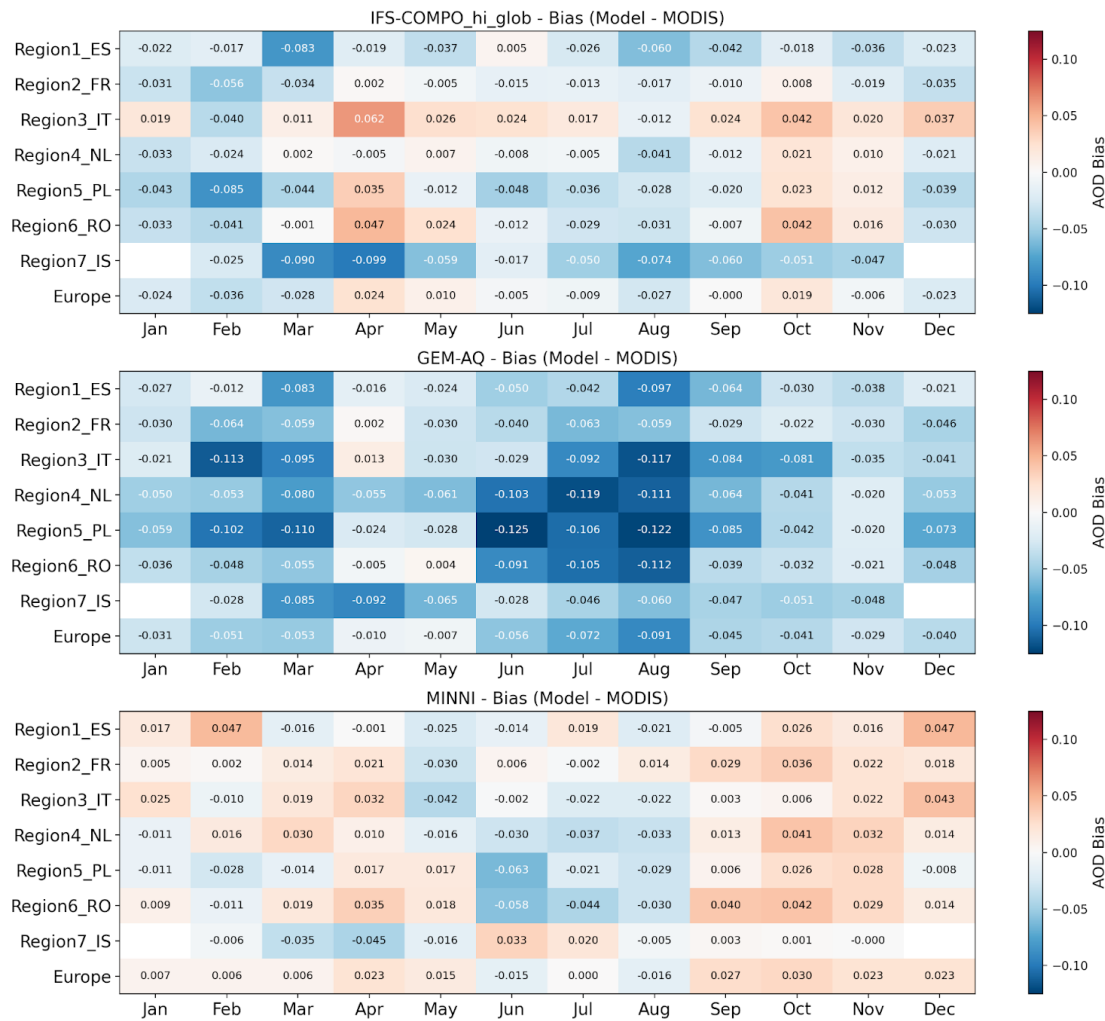 IFS-COMPO_hi_glob - Bias (Model - MODIS)
Region1_ES -0.022 -0.017 -0.083 -0.019 -0.037 0.005 -0.026 -0.060 -0.042 -0.018 -0.036 -0.023
Region2_FR -0.031 -0.056 -0.034 0.002 -0.005 -0.015 -0.013 -0.017 -0.010 0.008 -0.019 -0.035
Region3_IT 0.019 -0.040 0.011 0.062 0.026 0.024 0.017 -0.012 0.024 0.042 0.020 0.037
Region4_NL -0.033 -0.024 0.002 -0.005 0.007 -0.008 -0.005 -0.041 -0.012 0.021 0.010 -0.021
Region5_PL -0.043 -0.085 -0.044 0.035 -0.012 -0.048 -0.036 -0.028 -0.020 0.023 0.012 -0.039
Region6_RO -0.033 -0.041 -0.001 0.047 0.024 -0.012 -0.029 -0.031 -0.007 0.042 0.016 -0.030
Region7_IS -0.025 -0.090 -0.099 -0.059 -0.017 -0.050 -0.074 -0.060 -0.051 -0.047
Europe -0.024 -0.036 -0.028 0.024 0.010 -0.005 -0.009 -0.027 -0.000 0.019 -0.006 -0.023
Jan Feb Mar Apr May Jun Jul Aug Sep Oct Nov Dec
0.10
0.05
0.00
−0.05
−0.10
AOD Bias
GEM-AQ - Bias (Model - MODIS)
Region1_ES -0.027 -0.012 -0.083 -0.016 -0.024 -0.050 -0.042 -0.097 -0.064 -0.030 -0.038 -0.021
Region2_FR -0.030 -0.064 -0.059 0.002 -0.030 -0.040 -0.063 -0.059 -0.029 -0.022 -0.030 -0.046
Region3_IT -0.021 -0.113 -0.095 0.013 -0.030 -0.029 -0.092 -0.117 -0.084 -0.081 -0.035 -0.041
Region4_NL -0.050 -0.053 -0.080 -0.055 -0.061 -0.103 -0.119 -0.111 -0.064 -0.041 -0.020 -0.053
Region5_PL -0.059 -0.102 -0.110 -0.024 -0.028 -0.125 -0.106 -0.122 -0.085 -0.042 -0.020 -0.073
Region6_RO -0.036 -0.048 -0.055 -0.005 0.004 -0.091 -0.105 -0.112 -0.039 -0.032 -0.021 -0.048
Region7_IS -0.028 -0.085 -0.092 -0.065 -0.028 -0.046 -0.060 -0.047 -0.051 -0.048
Europe -0.031 -0.051 -0.053 -0.010 -0.007 -0.056 -0.072 -0.091 -0.045 -0.041 -0.029 -0.040
Jan Feb Mar Apr May Jun Jul Aug Sep Oct Nov Dec
0.10
0.05
0.00
−0.05
−0.10
AOD Bias
MINNI - Bias (Model - MODIS)
Region1_ES 0.017 0.047 -0.016 -0.001 -0.025 -0.014 0.019 -0.021 -0.005 0.026 0.016 0.047
Region2_FR 0.005 0.002 0.014 0.021 -0.030 0.006 -0.002 0.014 0.029 0.036 0.022 0.018
Region3_IT 0.025 -0.010 0.019 0.032 -0.042 -0.002 -0.022 -0.022 0.003 0.006 0.022 0.043
Region4_NL -0.011 0.016 0.030 0.010 -0.016 -0.030 -0.037 -0.033 0.013 0.041 0.032 0.014
Region5_PL -0.011 -0.028 -0.014 0.017 0.017 -0.063 -0.021 -0.029 0.006 0.026 0.028 -0.008
Region6_RO 0.009 -0.011 0.019 0.035 0.018 -0.058 -0.044 -0.030 0.040 0.042 0.029 0.014
Region7_IS -0.006 -0.035 -0.045 -0.016 0.033 0.020 -0.005 0.003 0.001 -0.000
Europe 0.007 0.006 0.006 0.023 0.015 -0.015 0.000 -0.016 0.027 0.030 0.023 0.023
Jan Feb Mar Apr May Jun Jul Aug Sep Oct Nov Dec
0.10
0.05
0.00
−0.05
−0.10
AOD Bias